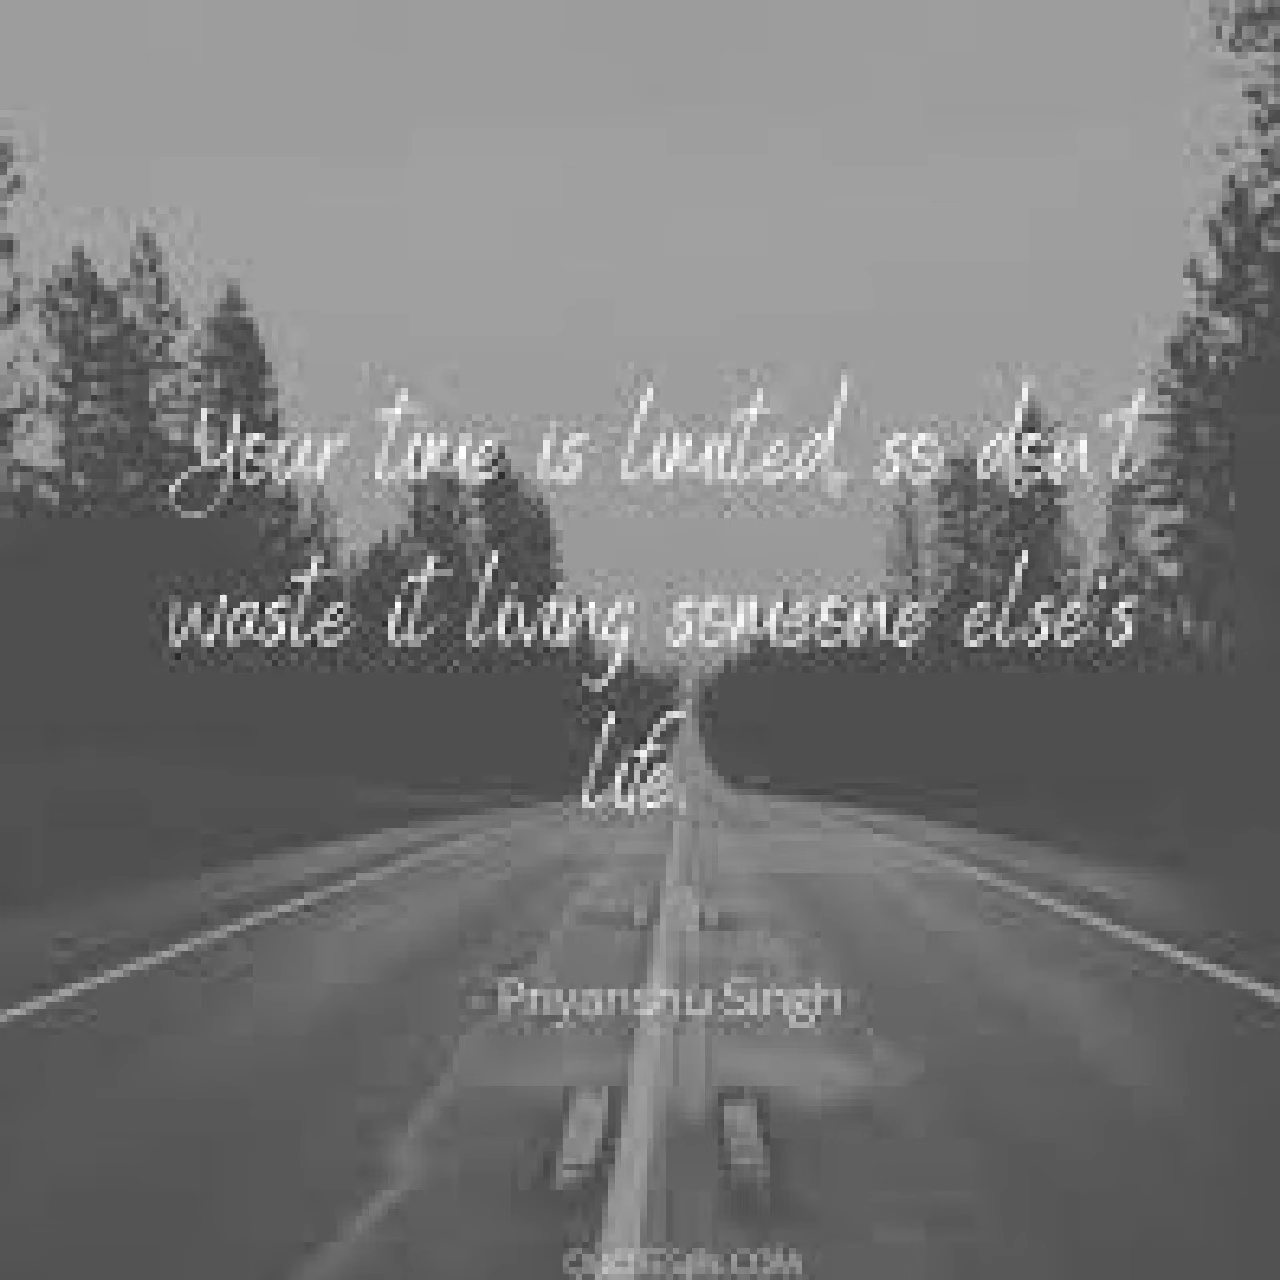 Your time is limited, so don't
waste it living someone else's
life.
- Priyanshu Singh